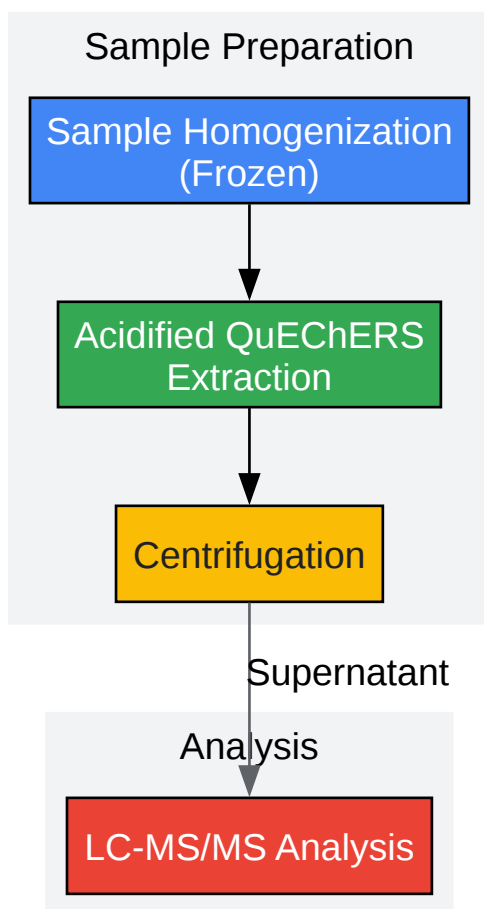 Sample Preparation
Sample Homogenization
(Frozen)
Acidified QuEChERS
Extraction
Centrifugation
Supernatant
Analysis
LC-MS/MS Analysis